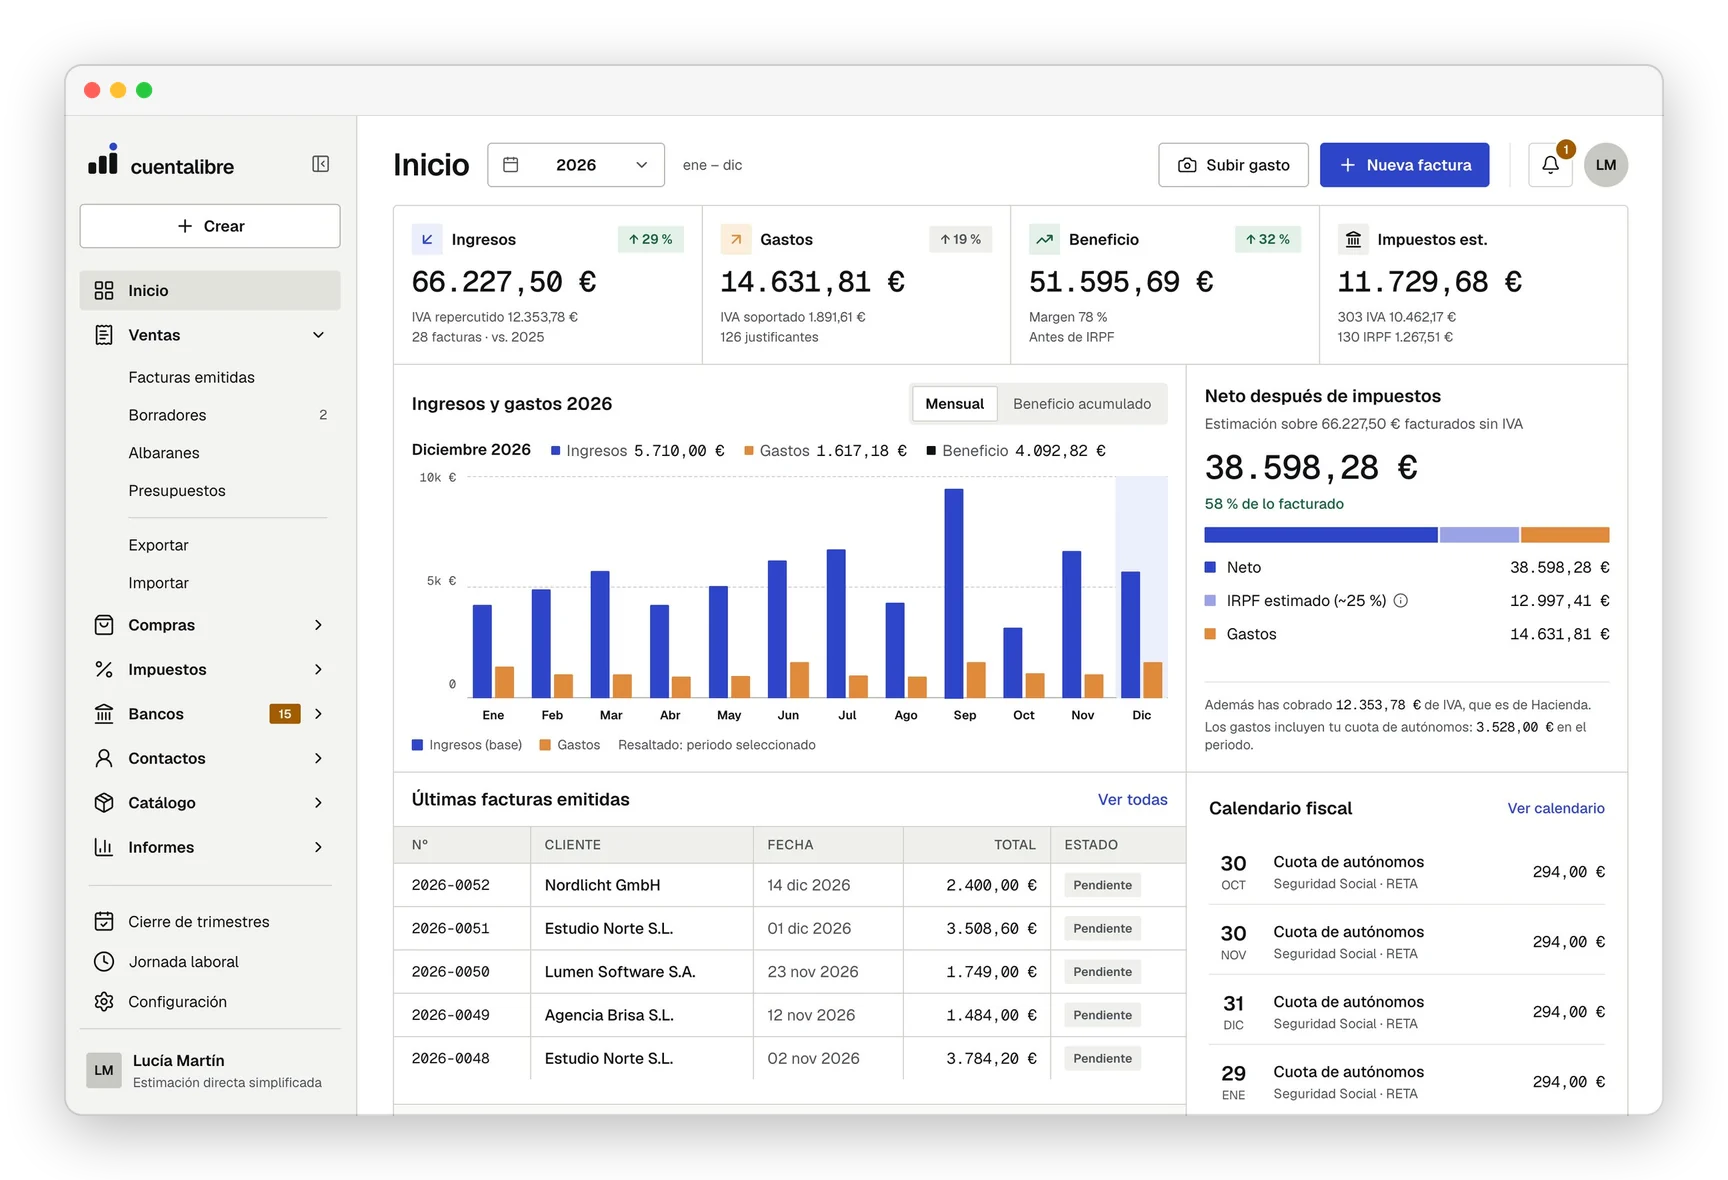 cuentalibre
Crear
Inicio
Ventas
Facturas emitidas
Borradores 2
Albaranes
Presupuestos
Exportar
Importar
Compras
Impuestos
Bancos 15
Contactos
Catálogo
Informes
Cierre de trimestres
Jornada laboral
Configuración
LM Lucía Martín
Estimación directa simplificada
Inicio 2026 ene – dic Subir gasto Nueva factura 1 LM
Ingresos 29 %
66.227,50 €
IVA repercutido 12.353,78 €
28 facturas · vs. 2025
Gastos 19 %
14.631,81 €
IVA soportado 1.891,61 €
126 justificantes
Beneficio 32 %
51.595,69 €
Margen 78 %
Antes de IRPF
Impuestos est.
11.729,68 €
303 IVA 10.462,17 €
130 IRPF 1.267,51 €
Ingresos y gastos 2026 Mensual Beneficio acumulado
Diciembre 2026 Ingresos 5.710,00 € Gastos 1.617,18 € Beneficio 4.092,82 €
10k €
5k €
0
Ene Feb Mar Abr May Jun Jul Ago Sep Oct Nov Dic
Ingresos (base) Gastos Resaltado: periodo seleccionado
Neto después de impuestos
Estimación sobre 66.227,50 € facturados sin IVA
38.598,28 €
58 % de lo facturado
Neto 38.598,28 €
IRPF estimado (~25 %) 12.997,41 €
Gastos 14.631,81 €
Además has cobrado 12.353,78 € de IVA, que es de Hacienda.
Los gastos incluyen tu cuota de autónomos: 3.528,00 € en el
periodo.
Últimas facturas emitidas Ver todas
Nº CLIENTE FECHA TOTAL ESTADO
2026-0052 Nordlicht GmbH 14 dic 2026 2.400,00 € Pendiente
2026-0051 Estudio Norte S.L. 01 dic 2026 3.508,60 € Pendiente
2026-0050 Lumen Software S.A. 23 nov 2026 1.749,00 € Pendiente
2026-0049 Agencia Brisa S.L. 12 nov 2026 1.484,00 € Pendiente
2026-0048 Estudio Norte S.L. 02 nov 2026 3.784,20 € Pendiente
Calendario fiscal Ver calendario
30 OCT Cuota de autónomos 294,00 €
Seguridad Social · RETA
30 NOV Cuota de autónomos 294,00 €
Seguridad Social · RETA
31 DIC Cuota de autónomos 294,00 €
Seguridad Social · RETA
29 ENE Cuota de autónomos 294,00 €
Seguridad Social · RETA